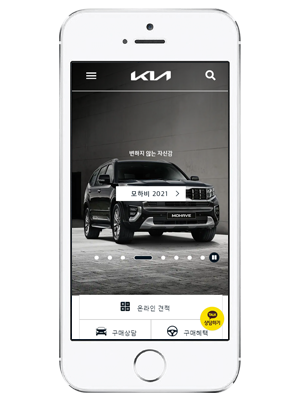 KIA
변하지 않는 자신감
모하비 2021
MOHAVE
온라인 견적
상담하기
구매상담
구매혜택